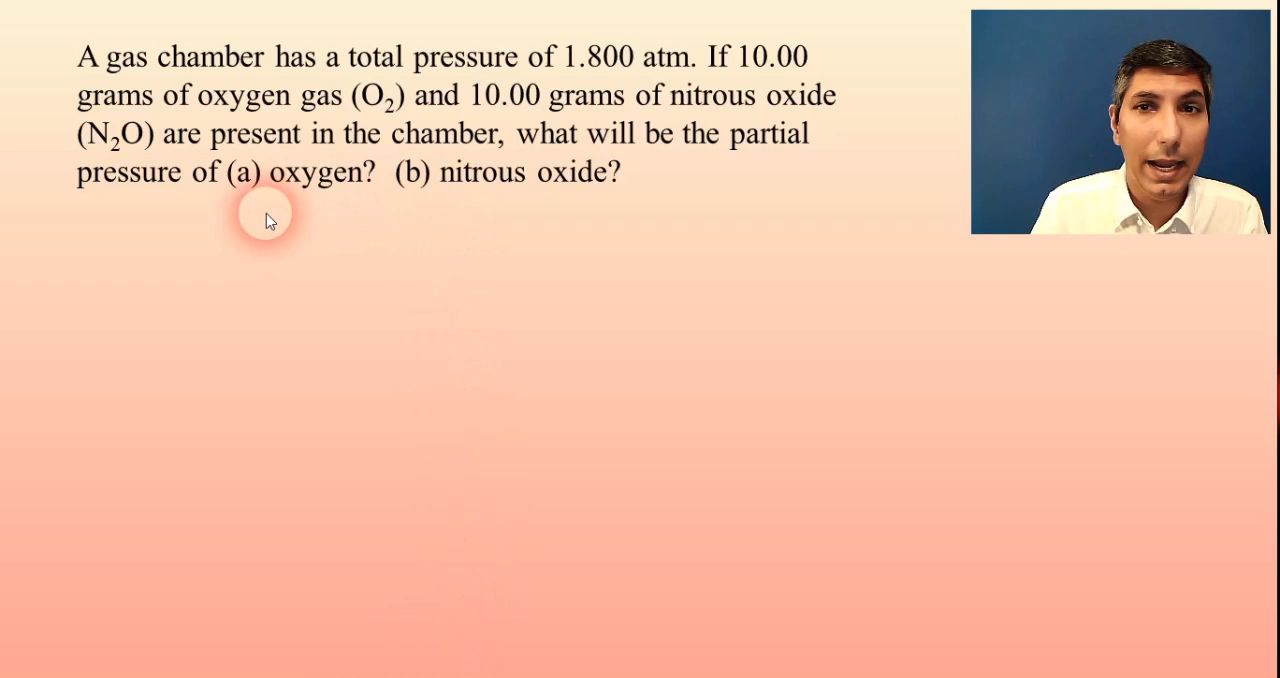 A gas chamber has a total pressure of 1.800 atm. If 10.00
grams of oxygen gas (O₂) and 10.00 grams of nitrous oxide
(N₂O) are present in the chamber, what will be the partial
pressure of (a) oxygen? (b) nitrous oxide?